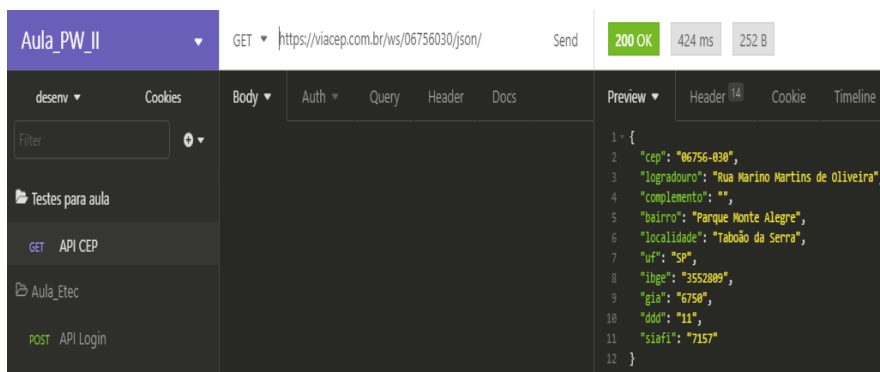 Aula_PW_II
GET https://viacep.com.br/ws/06756030/json/ Send
200 OK 424 ms 252 B
desenv Cookies
Body Auth Query Header Docs
Preview Header 14 Cookie Timeline
Filter
Testes para aula
GET API CEP
Aula_Etec
POST API Login
1 {
2 "cep": "06756-030",
3 "logradouro": "Rua Marino Martins de Oliveira",
4 "complemento": "",
5 "bairro": "Parque Monte Alegre",
6 "localidade": "Taboão da Serra",
7 "uf": "SP",
8 "ibge": "3552809",
9 "gia": "6750",
10 "ddd": "11",
11 "siafi": "7157"
12 }